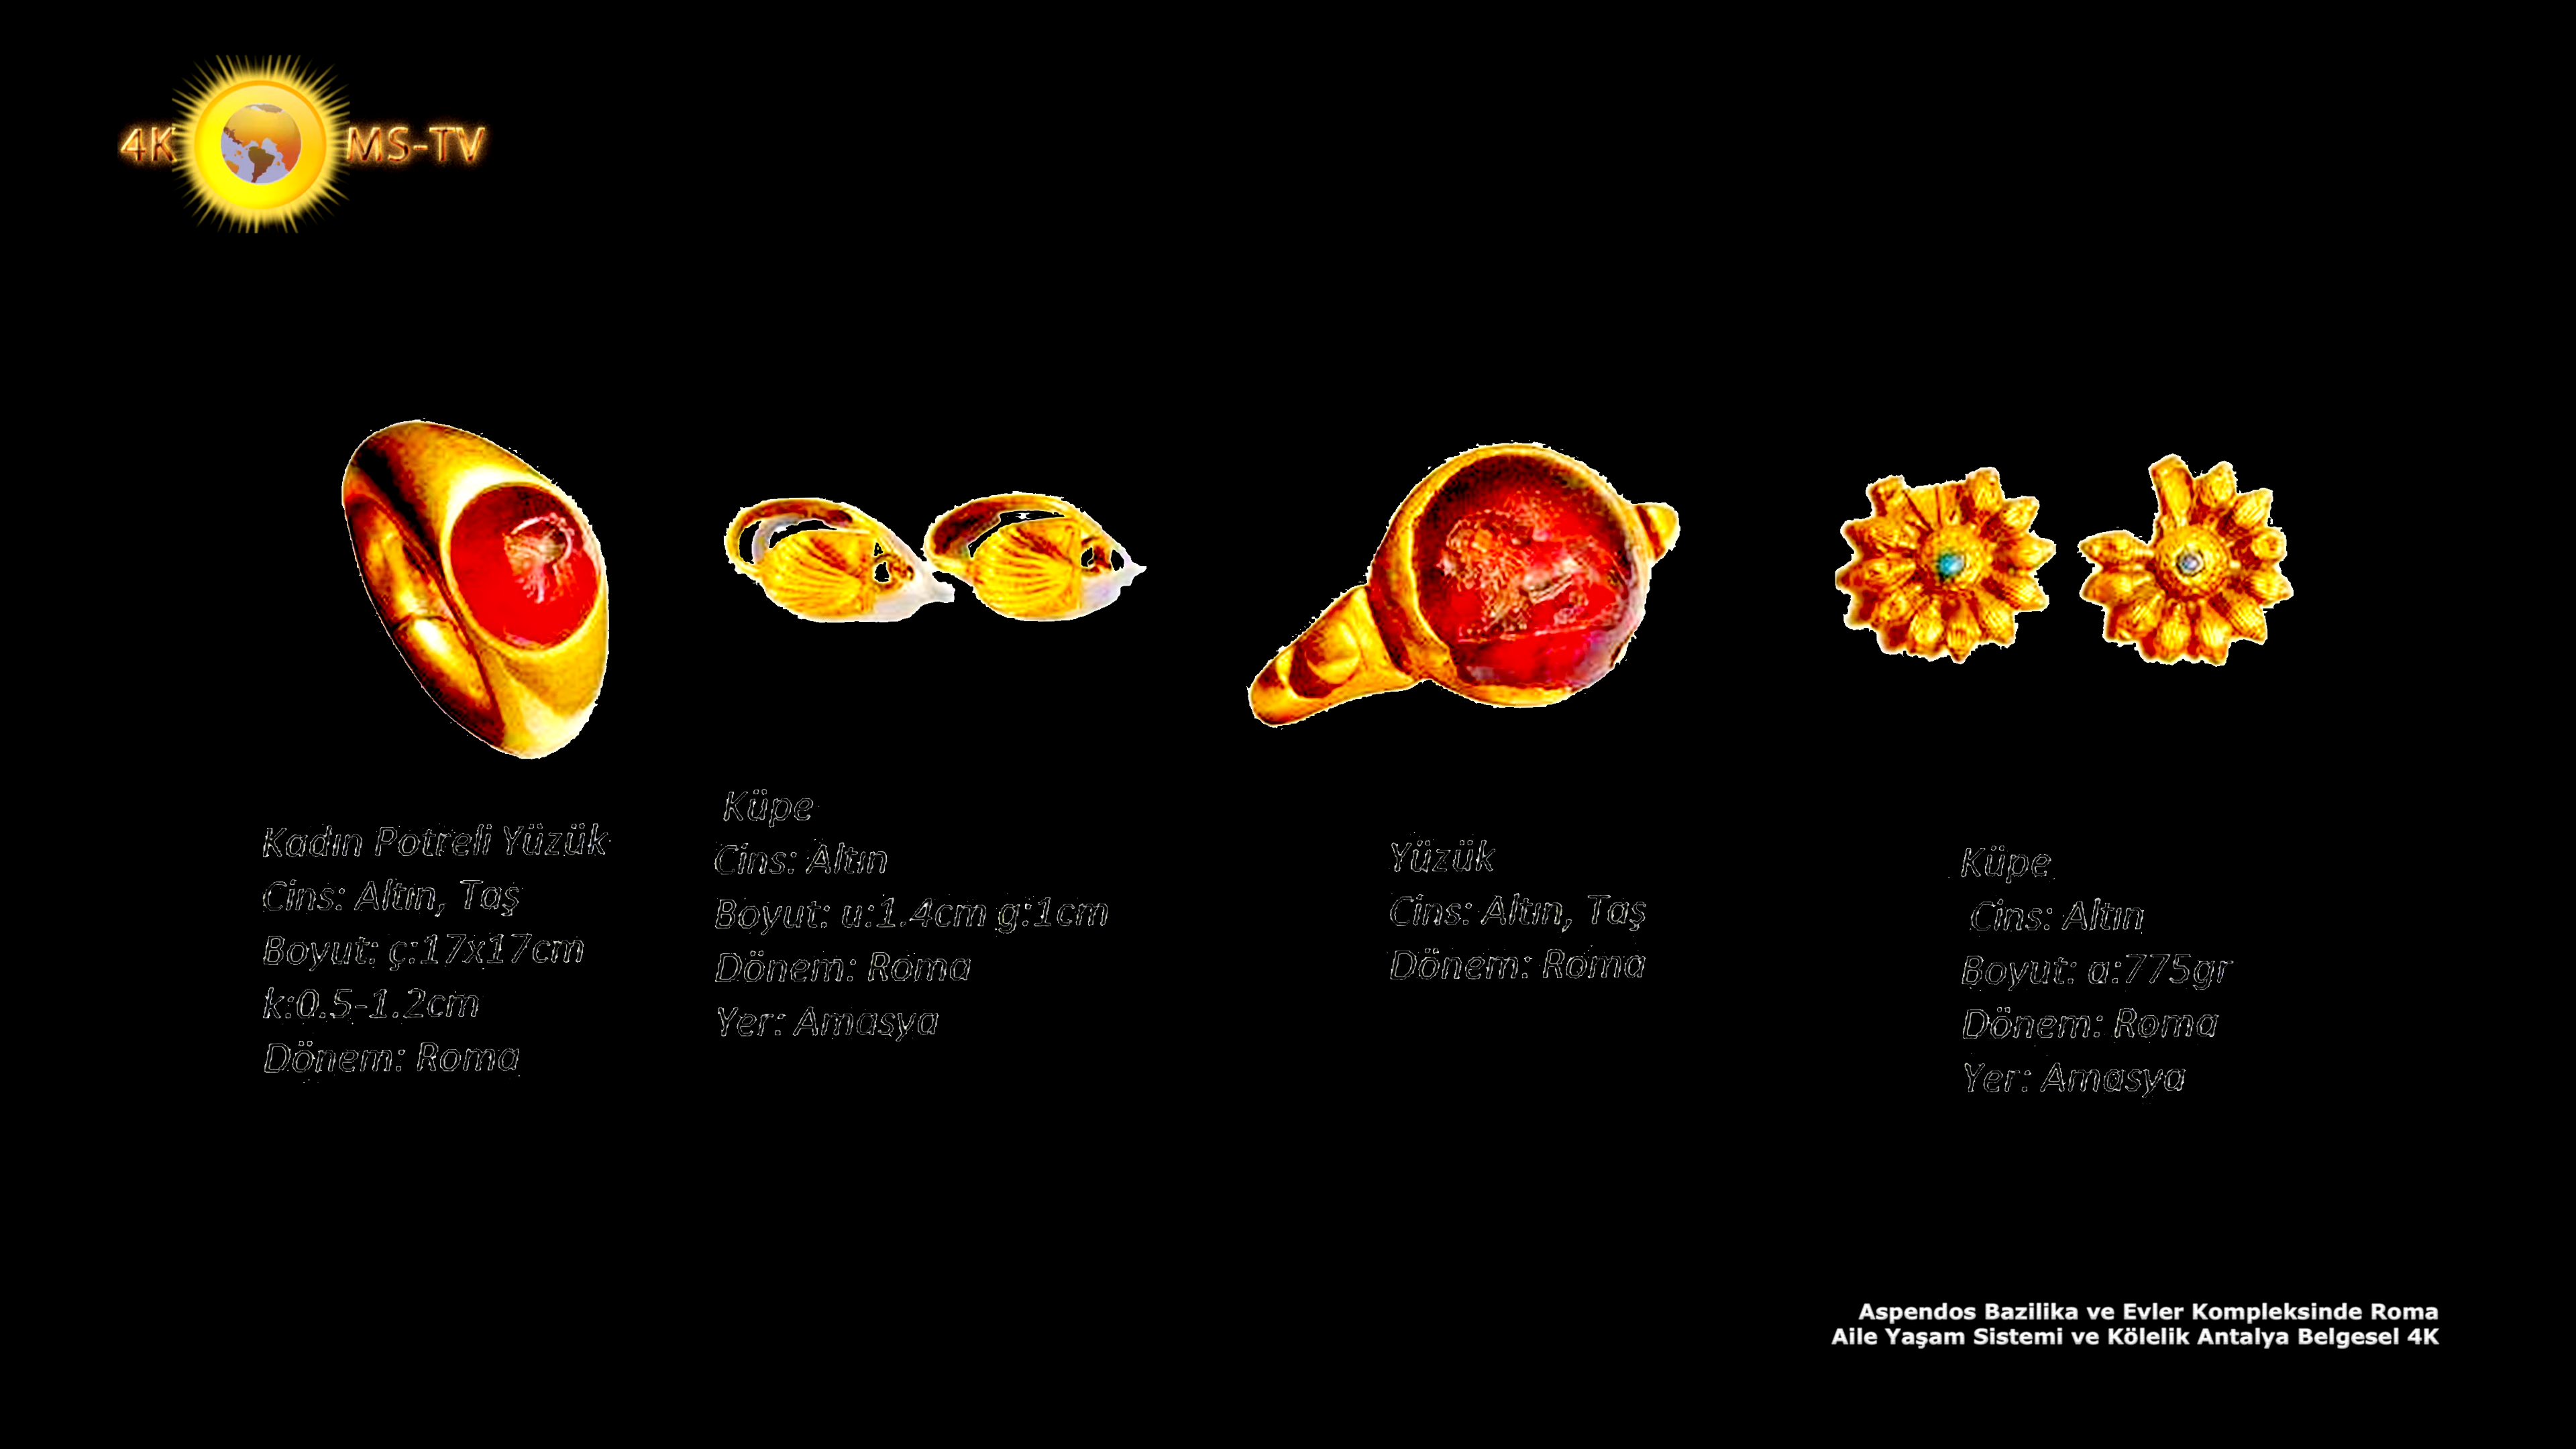 4K MS-TV
Kadın Potreli Yüzük
Cins: Altın, Taş
Boyut: ç:17x17cm
k:0.5-1.2cm
Dönem: Roma
Küpe
Cins: Altın
Boyut: u:1.4cm g:1cm
Dönem: Roma
Yer: Amasya
Yüzük
Cins: Altın, Taş
Dönem: Roma
Küpe
Cins: Altın
Boyut: a:775gr
Dönem: Roma
Yer: Amasya
Aspendos Bazilika ve Evler Kompleksinde Roma
Aile Yaşam Sistemi ve Kölelik Antalya Belgesel 4K